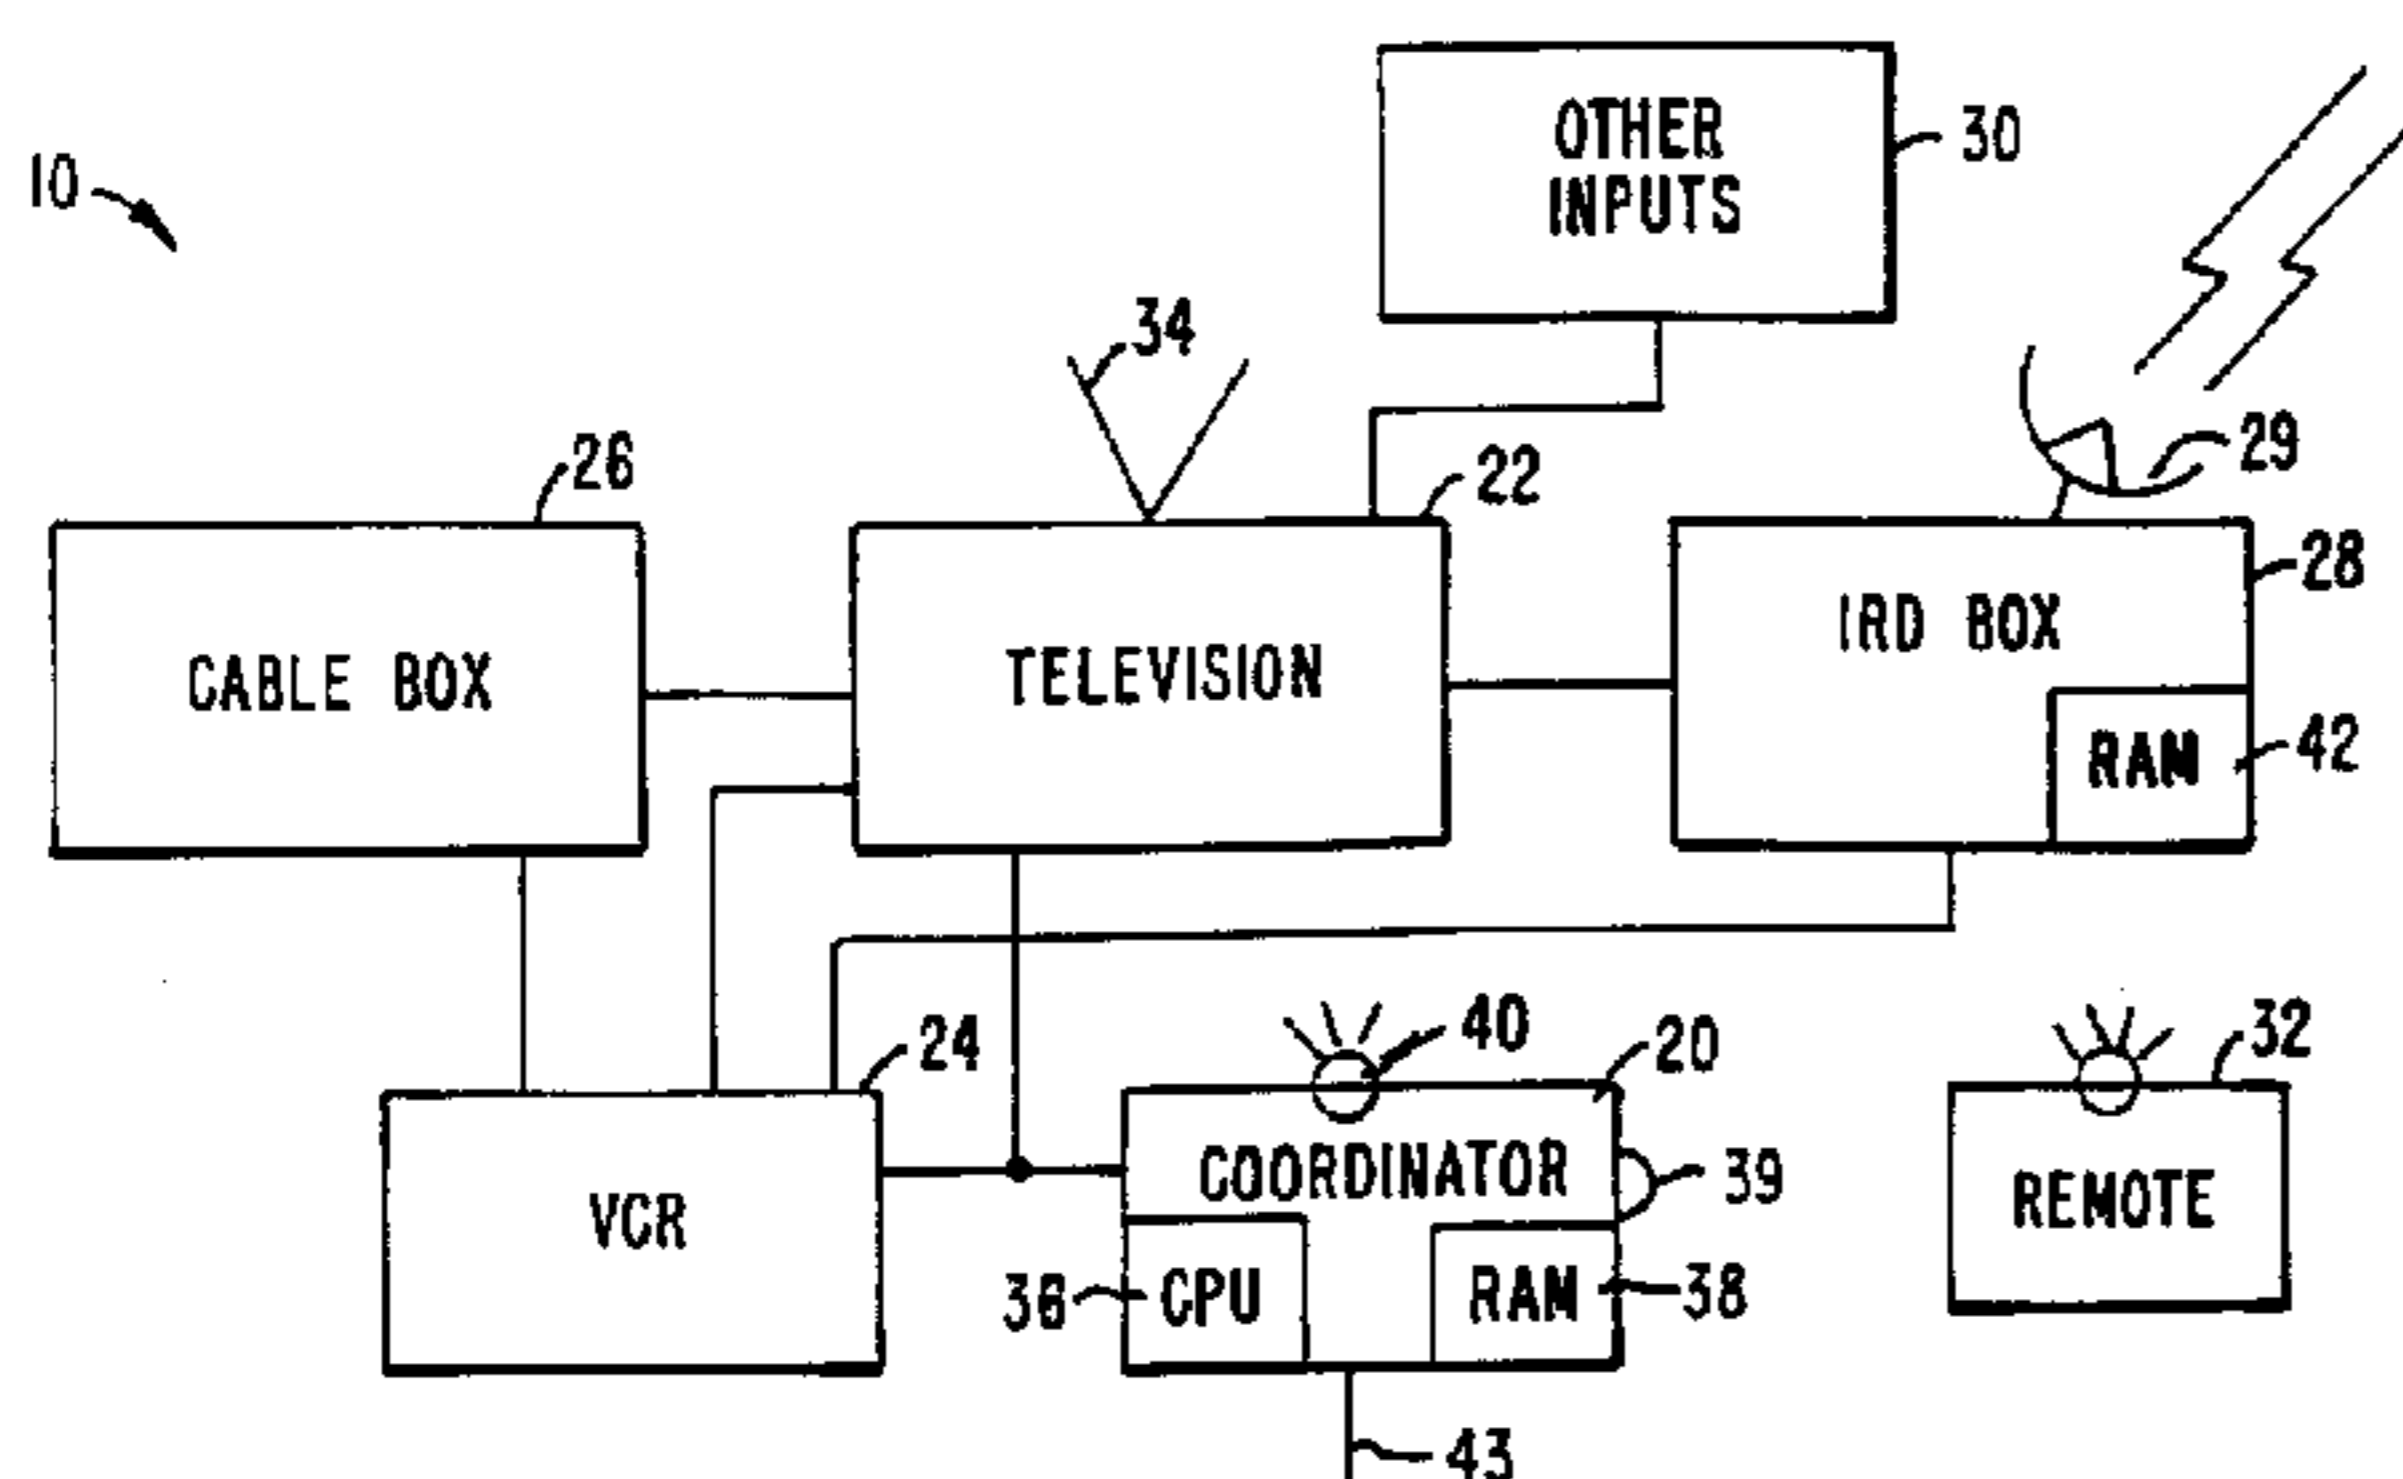 OTHER
INPUTS
30
10
34
26
22
29
28
CABLE BOX
TELEVISION
IRD BOX
RAM
42
24
40
20
32
VCR
COORDINATOR
39
REMOTE
36
CPU
RAM
38
43